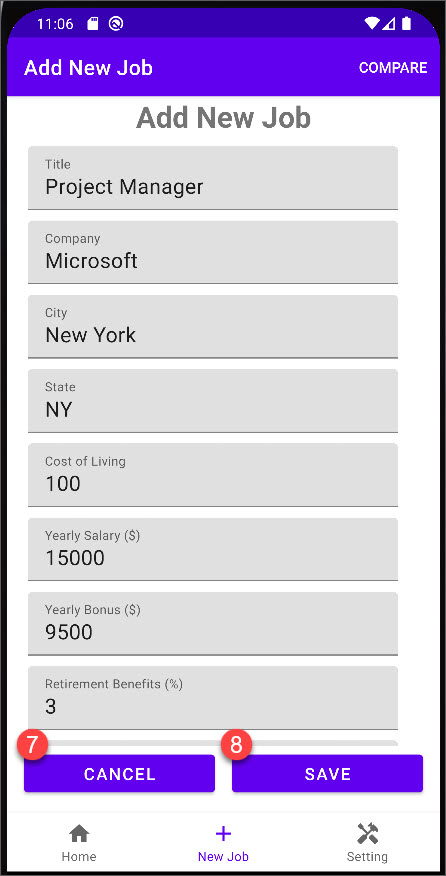 11:06
Add New Job
COMPARE
Add New Job
Title
Project Manager
Company
Microsoft
City
New York
State
NY
Cost of Living
100
Yearly Salary ($)
15000
Yearly Bonus ($)
9500
Retirement Benefits (%)
3
7
8
CANCEL
SAVE
Home
New Job
Setting